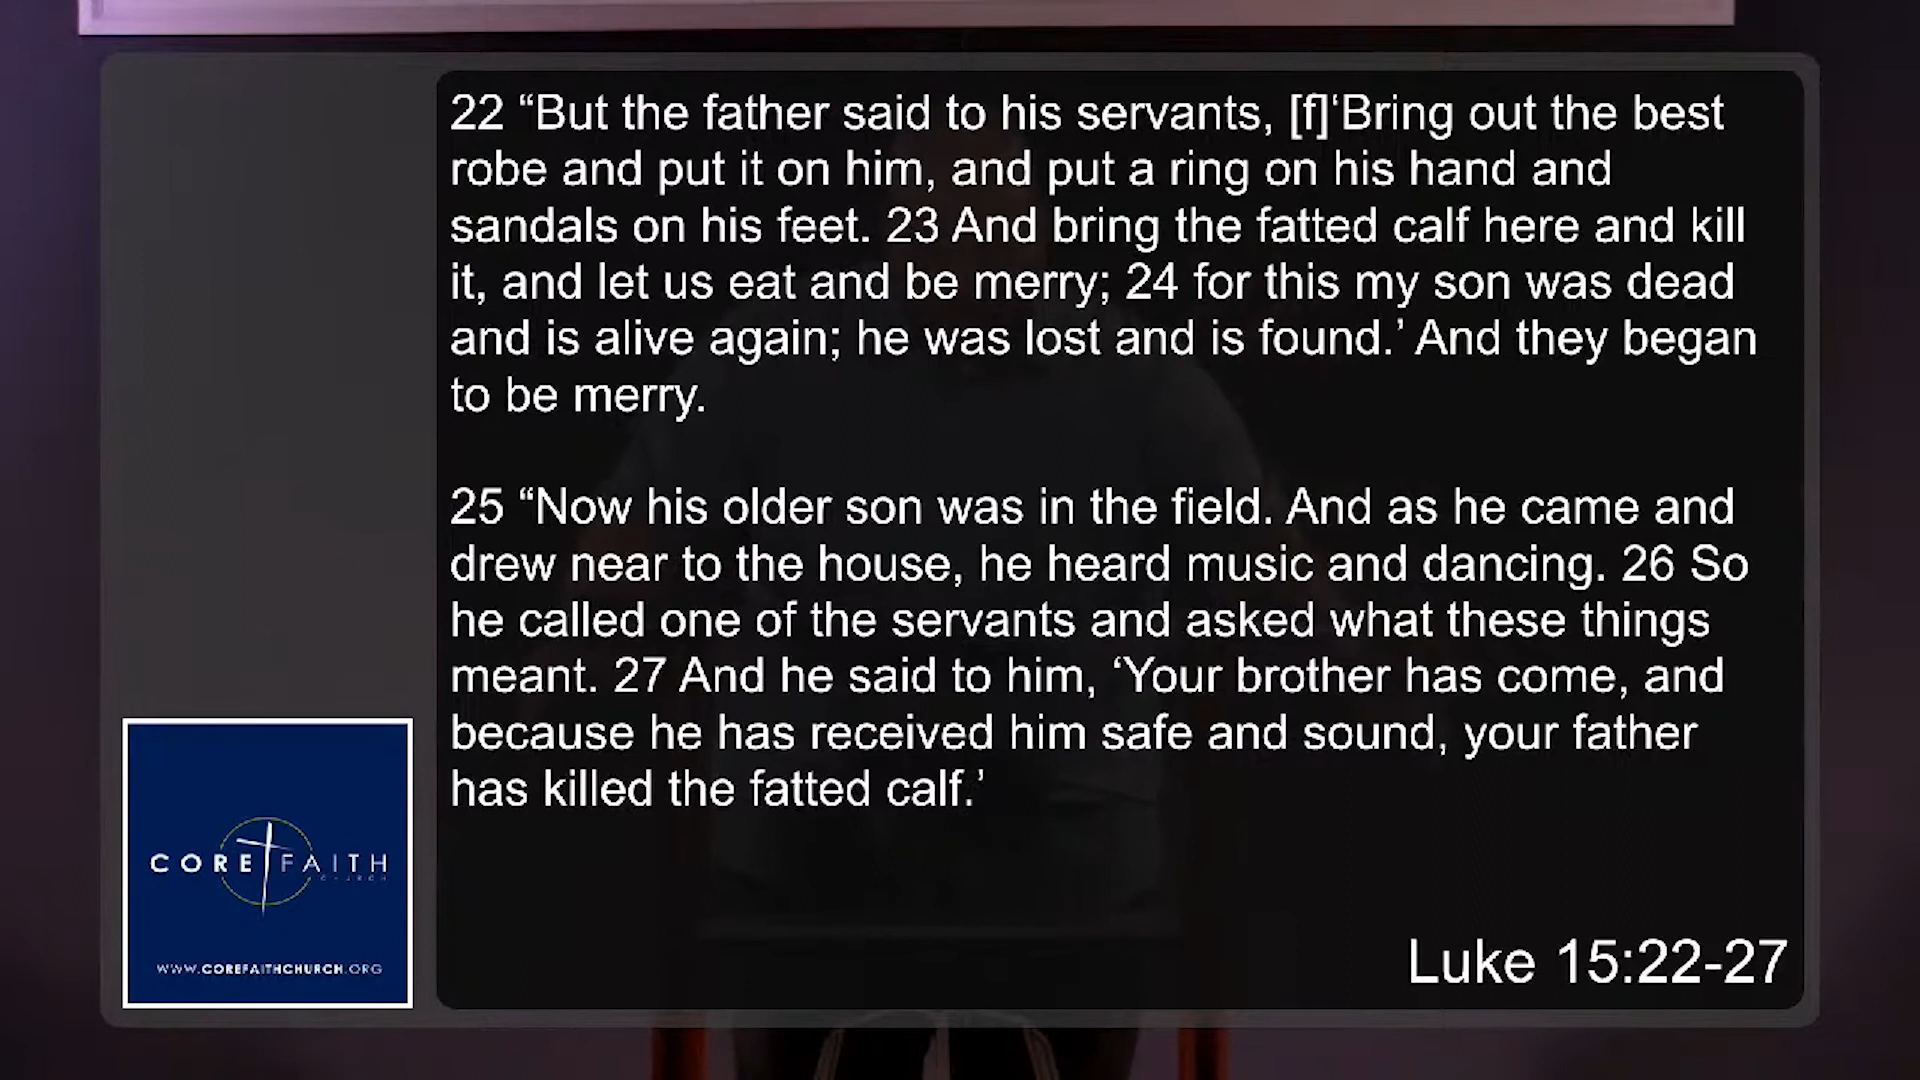 22 “But the father said to his servants, [f]‘Bring out the best
robe and put it on him, and put a ring on his hand and
sandals on his feet. 23 And bring the fatted calf here and kill
it, and let us eat and be merry; 24 for this my son was dead
and is alive again; he was lost and is found.’ And they began
to be merry.
25 “Now his older son was in the field. And as he came and
drew near to the house, he heard music and dancing. 26 So
he called one of the servants and asked what these things
meant. 27 And he said to him, ‘Your brother has come, and
because he has received him safe and sound, your father
has killed the fatted calf.’
Luke 15:22-27
CORE FAITH
CHURCH
WWW.COREFAITHCHURCH.ORG